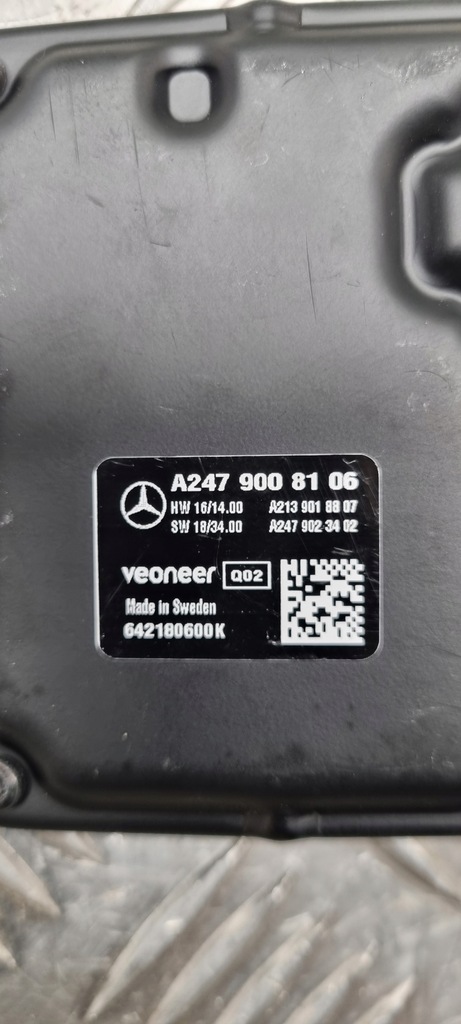 A247 900 81 06
HW 16/14.00 A213 901 88 07
SW 18/34.00 A247 902 34 02
veoneer Q02
Made in Sweden
642180600K